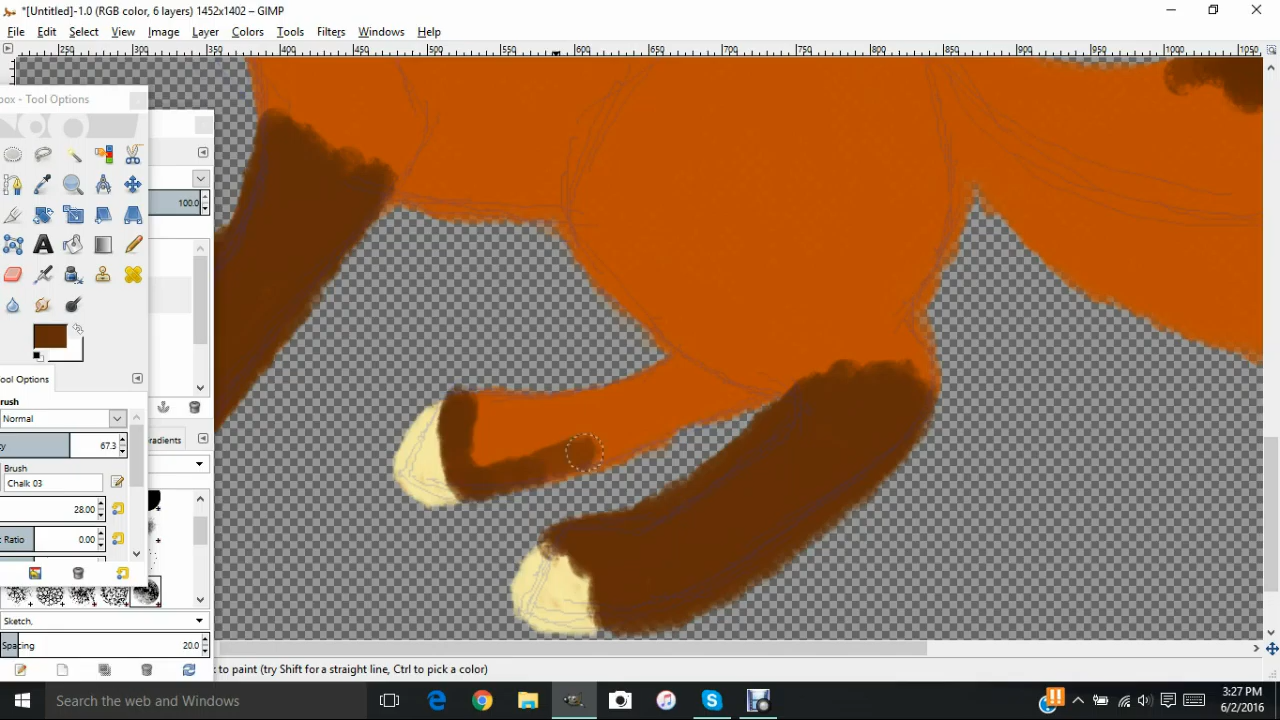 *[Untitled]-1.0 (RGB color, 6 layers) 1452x1402 – GIMP
File Edit Select View Image Layer Colors Tools Filters Windows Help
250 300 350 400 450 500 550 600 650 700 750 800 850 900 950 1000 1050
box - Tool Options
100.0
Tool Options
Brush
Normal
67.3
Brush
Chalk 03
28.00
Ratio 0.00
Gradients
Sketch,
Spacing 20.0
to paint (try Shift for a straight line, Ctrl to pick a color)
Search the web and Windows
3:27 PM
6/2/2016